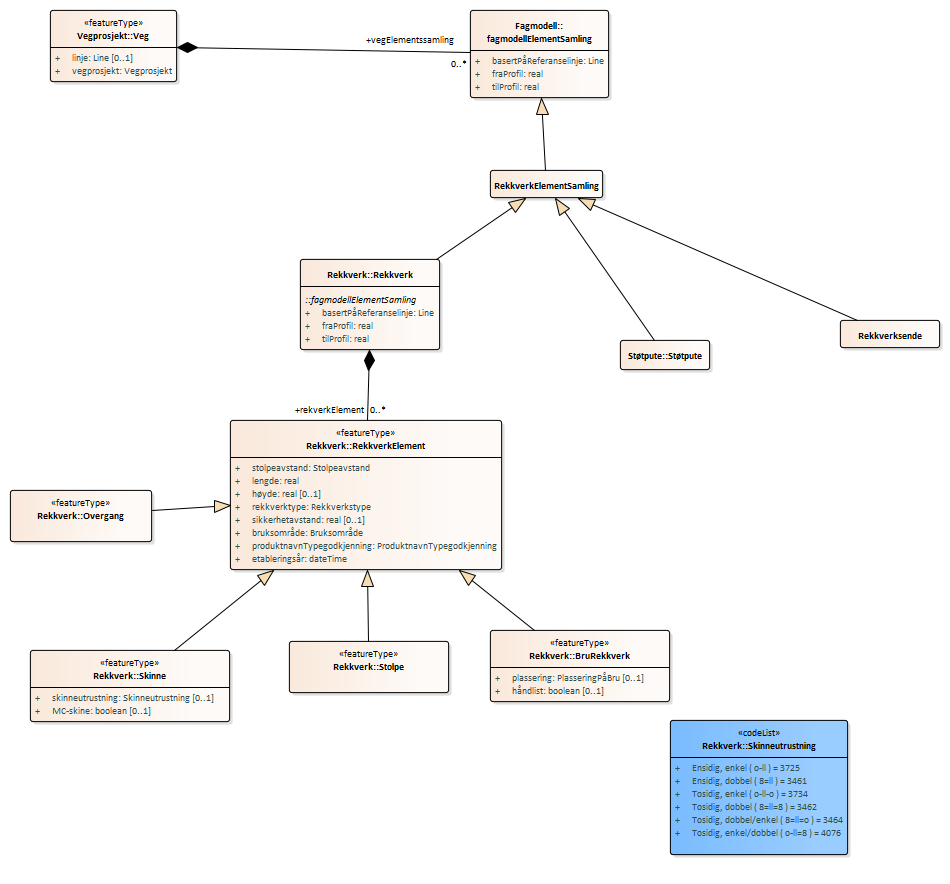 «featureType»
Vegprosjekt::Veg
+ linje: Line [0..1]
+ vegprosjekt: Vegprosjekt
+vegElementssamling
0..*
Fagmodell::
fagmodellElementSamling
+ basertPåReferanselinje: Line
+ fraProfil: real
+ tilProfil: real
RekkverkElementSamling
Rekkverk::Rekkverk
::fagmodellElementSamling
+ basertPåReferanselinje: Line
+ fraProfil: real
+ tilProfil: real
Støtpute::Støtpute
Rekkverksende
+rekverkElement 0..*
«featureType»
Rekkverk::RekkverkElement
+ stolpeavstand: Stolpeavstand
+ lengde: real
+ høyde: real [0..1]
+ rekkverktype: Rekkverkstype
+ sikkerhetavstand: real [0..1]
+ bruksområde: Bruksområde
+ produktnavnTypegodkjenning: ProduktnavnTypegodkjenning
+ etableringsår: dateTime
«featureType»
Rekkverk::Overgang
«featureType»
Rekkverk::Skinne
+ skinneutrustning: Skinneutrustning [0..1]
+ MC-skine: boolean [0..1]
«featureType»
Rekkverk::Stolpe
«featureType»
Rekkverk::BruRekkverk
+ plassering: PlasseringPåBru [0..1]
+ håndlist: boolean [0..1]
«codeList»
Rekkverk::Skinneutrustning
+ Ensidig, enkel ( o-ll ) = 3725
+ Ensidig, dobbel ( 8=ll ) = 3461
+ Tosidig, enkel ( o-ll-o ) = 3734
+ Tosidig, dobbel ( 8=ll=8 ) = 3462
+ Tosidig, dobbel/enkel ( 8=ll=o ) = 3464
+ Tosidig, enkel/dobbel ( o-ll=8 ) = 4076